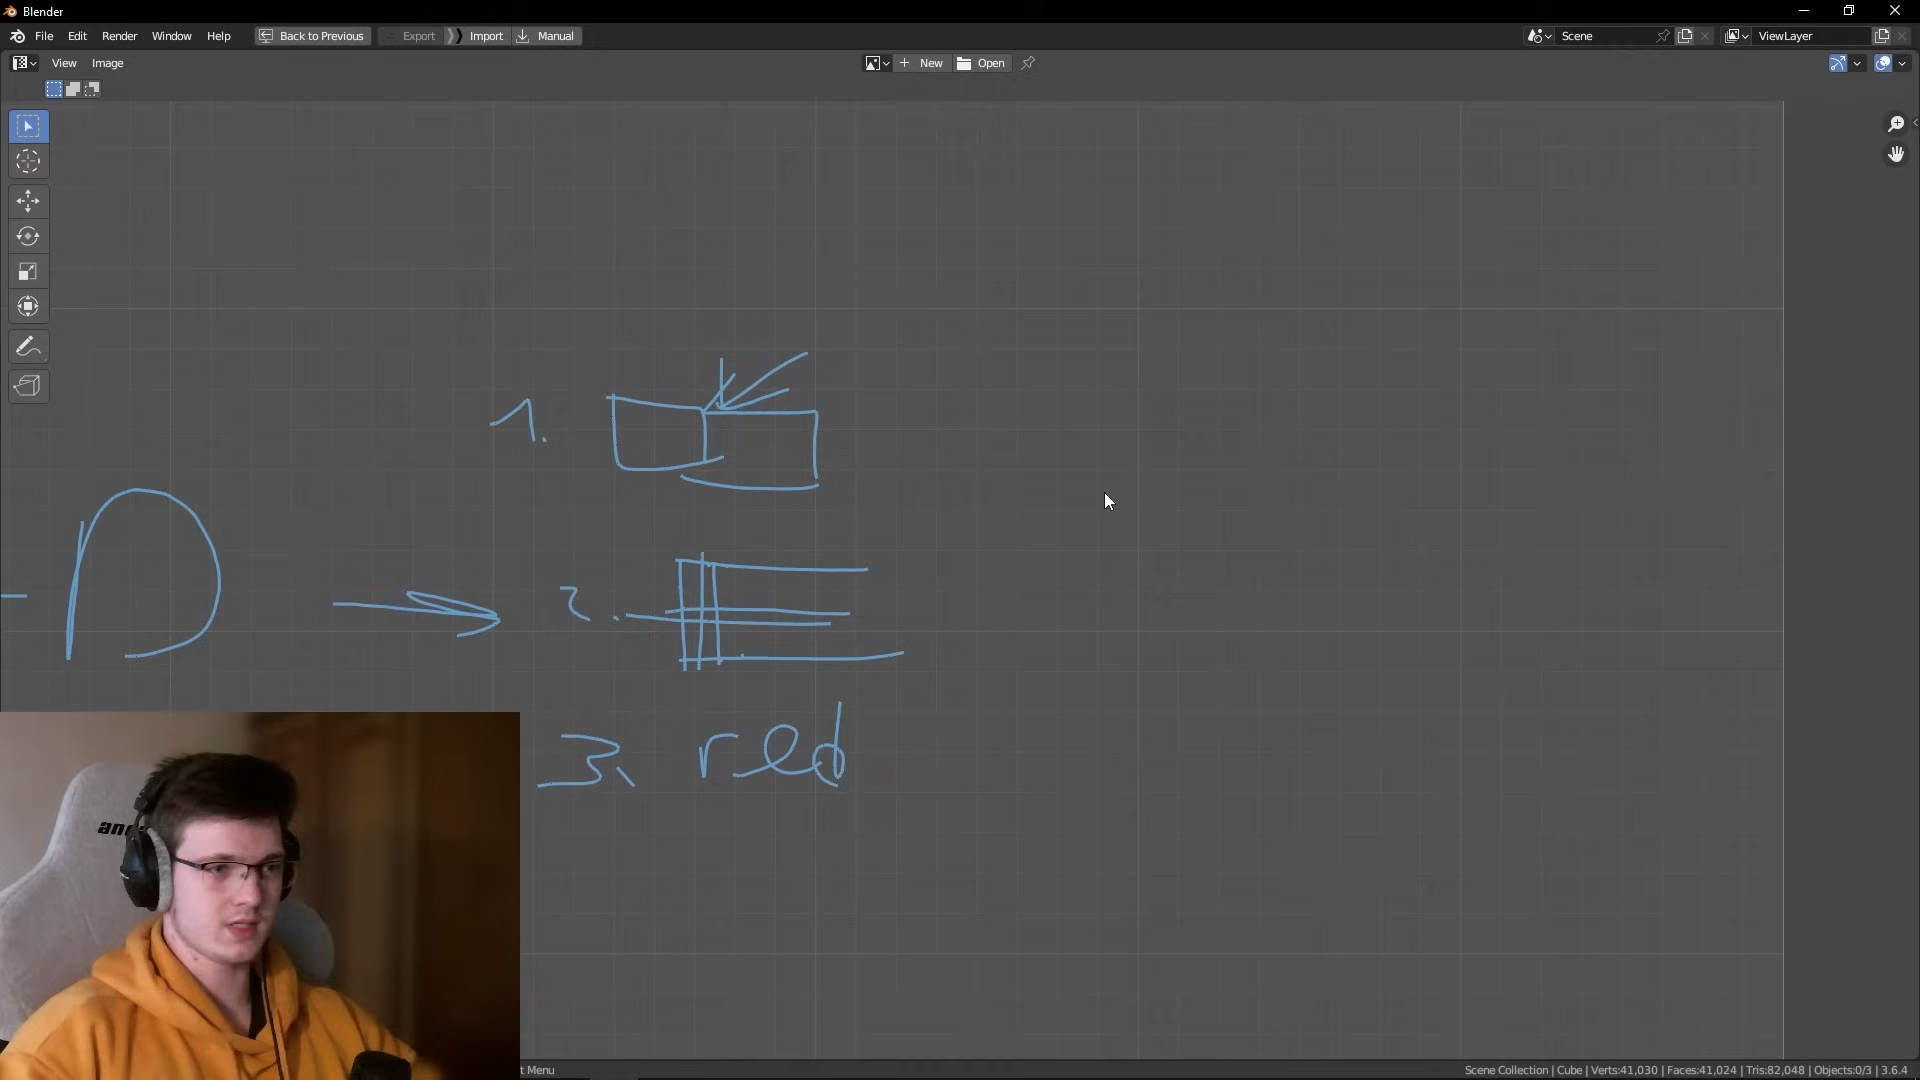 Blender
File Edit Render Window Help Back to Previous Export Import Manual Scene ViewLayer
View Image New Open
1.
D
2.
3. red
t Menu
Scene Collection | Cube | Verts:41,030 | Faces:41,024 | Tris:82,048 | Objects:0/3 | 3.6.4